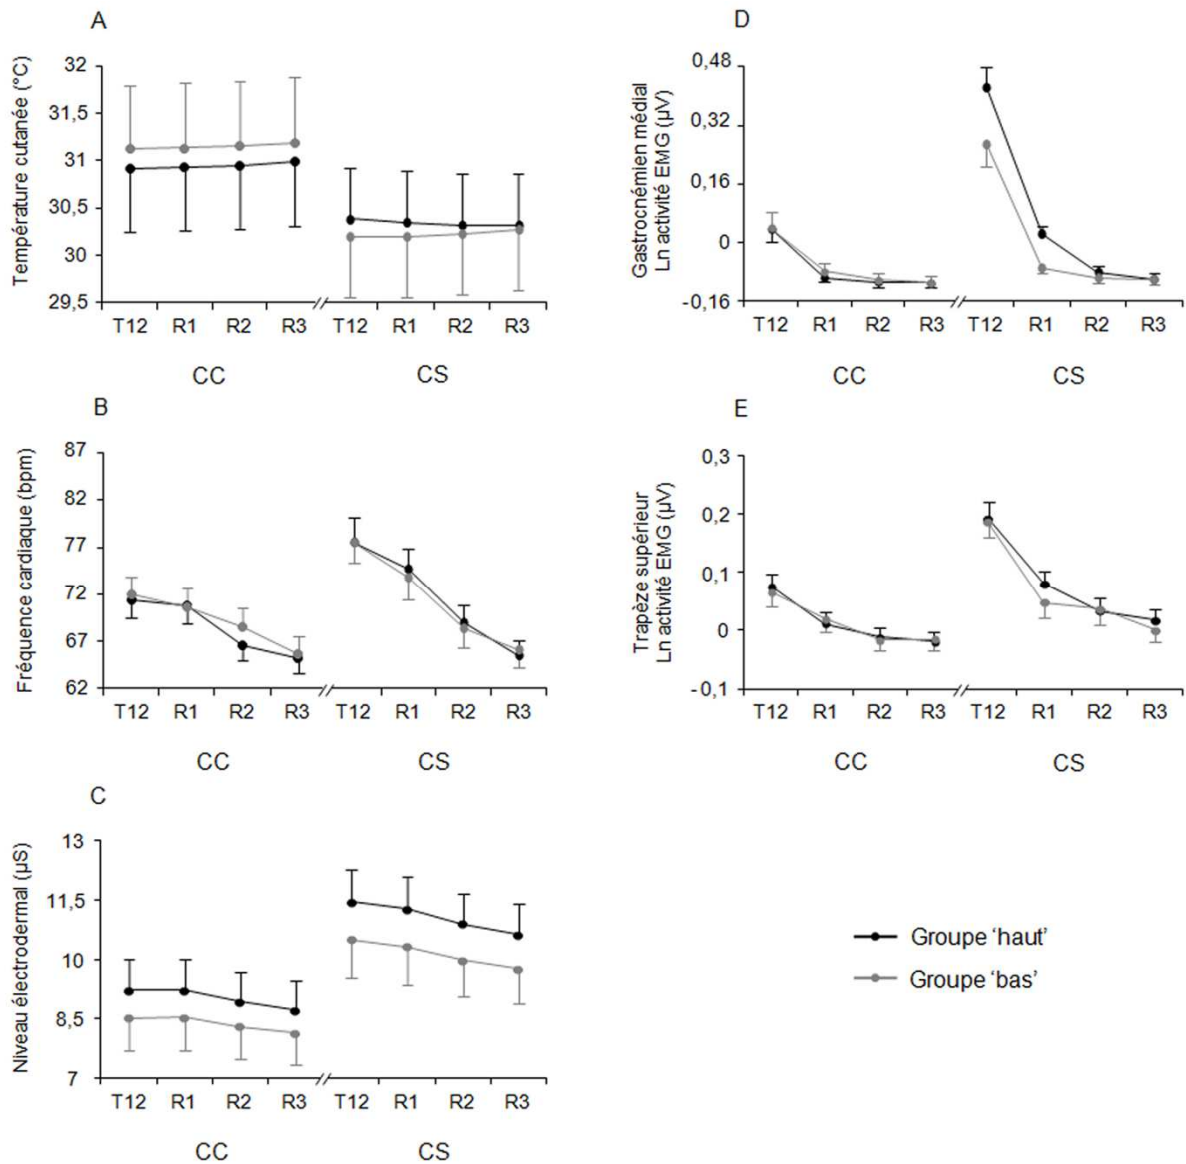 A
Température cutanée (°C)
32
31,5
31
30,5
30
29,5
T12 R1 R2 R3 T12 R1 R2 R3
CC CS
B
Fréquence cardiaque (bpm)
87
82
77
72
67
62
T12 R1 R2 R3 T12 R1 R2 R3
CC CS
C
Niveau électrodermal (µS)
13
11,5
10
8,5
7
T12 R1 R2 R3 T12 R1 R2 R3
CC CS
D
Gastrocnémien médial
Ln activité EMG (µV)
0,48
0,32
0,16
0
-0,16
T12 R1 R2 R3 T12 R1 R2 R3
CC CS
E
Trapèze supérieur
Ln activité EMG (µV)
0,3
0,2
0,1
0
-0,1
T12 R1 R2 R3 T12 R1 R2 R3
CC CS
Groupe ‘haut’
Groupe ‘bas’